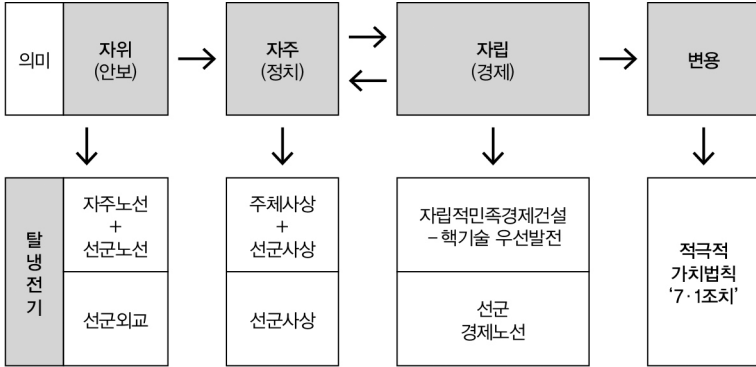 의미
자위
(안보)
자주
(정치)
자립
(경제)
변용
탈냉전기
자주노선
+
선군노선
주체사상
+
선군사상
자립적민족경제건설
–핵기술 우선발전
적극적
가치법칙
‘7·1조치’
선군외교
선군사상
선군
경제노선